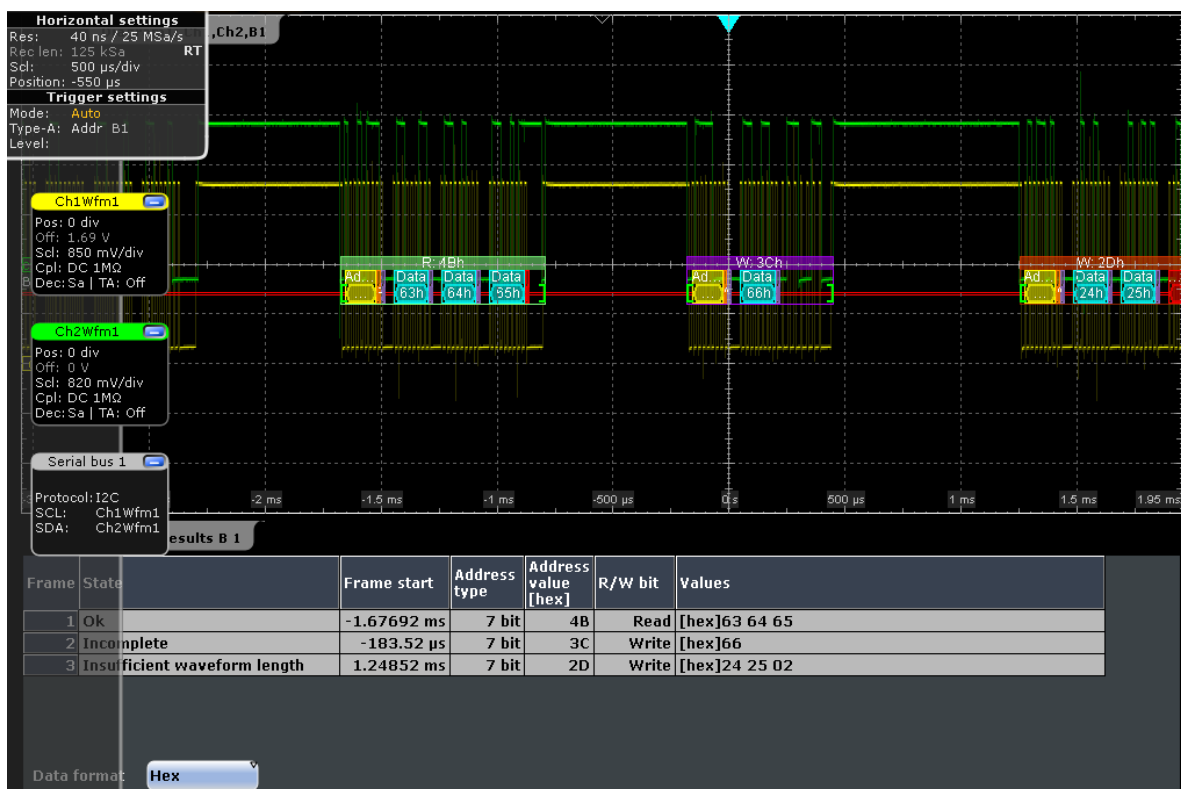 Horizontal settings
Res: 40 ns / 25 MSa/s
Rec len: 125 kSa RT
Scl: 500 µs/div
Position: -550 µs
Trigger settings
Mode: Auto
Type-A: Addr B1
Level:
,Ch2,B1
Ch1Wfm1
Pos: 0 div
Off: 1.69 V
Scl: 850 mV/div
Cpl: DC 1MΩ
Dec: Sa | TA: Off
Ch2Wfm1
Pos: 0 div
Off: 0 V
Scl: 820 mV/div
Cpl: DC 1MΩ
Dec: Sa | TA: Off
Serial bus 1
Protocol: I2C
SCL: Ch1Wfm1
SDA: Ch2Wfm1
R: 4Bh W: 3Ch W: 2Dh
Ad... Data Data Data Ad... Data Ad... Data Data
... 63h 64h 65h ... 66h ... 24h 25h
-2 ms -1.5 ms -1 ms -500 µs 0 s 500 µs 1 ms 1.5 ms 1.95 ms
esults B 1
Frame State Frame start Address type Address value [hex] R/W bit Values
1 Ok -1.67692 ms 7 bit 4B Read [hex]63 64 65
2 Incomplete -183.52 µs 7 bit 3C Write [hex]66
3 Insufficient waveform length 1.24852 ms 7 bit 2D Write [hex]24 25 02
Data format Hex